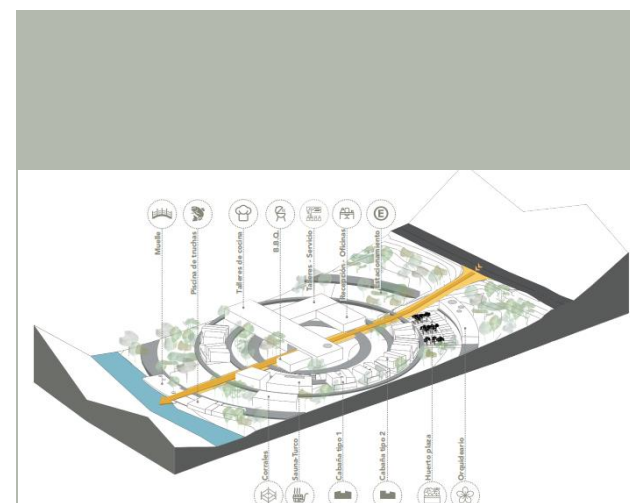 Muelle
Piscina de truchas
Talleres de cocina
B.B.Q.
Talleres - Servicio
Recepción - Oficinas
E
Estacionamiento
Corrales
Sauna-Turco
Cabaña tipo 1
Cabaña tipo 2
Huerto plaza
Orquideario